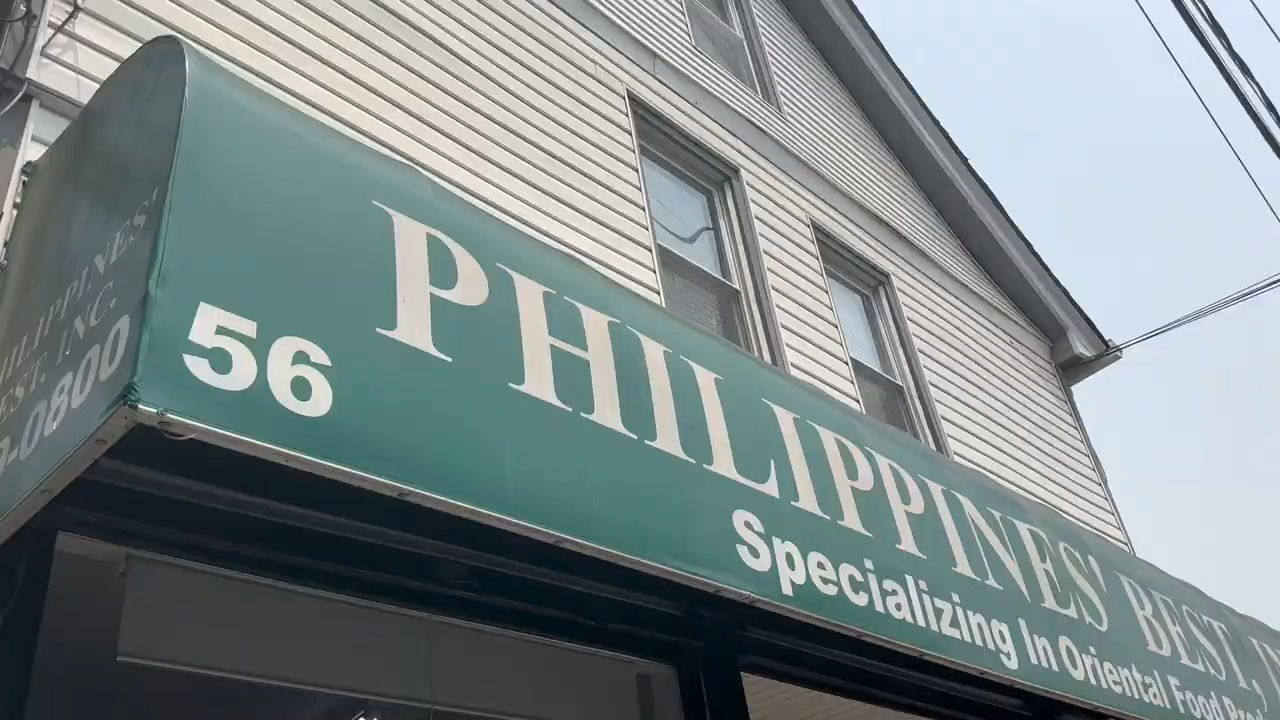 56
PHILIPPINES' BEST,
Specializing In Oriental Food
PHILIPPINES'
BEST. INC.
-0800